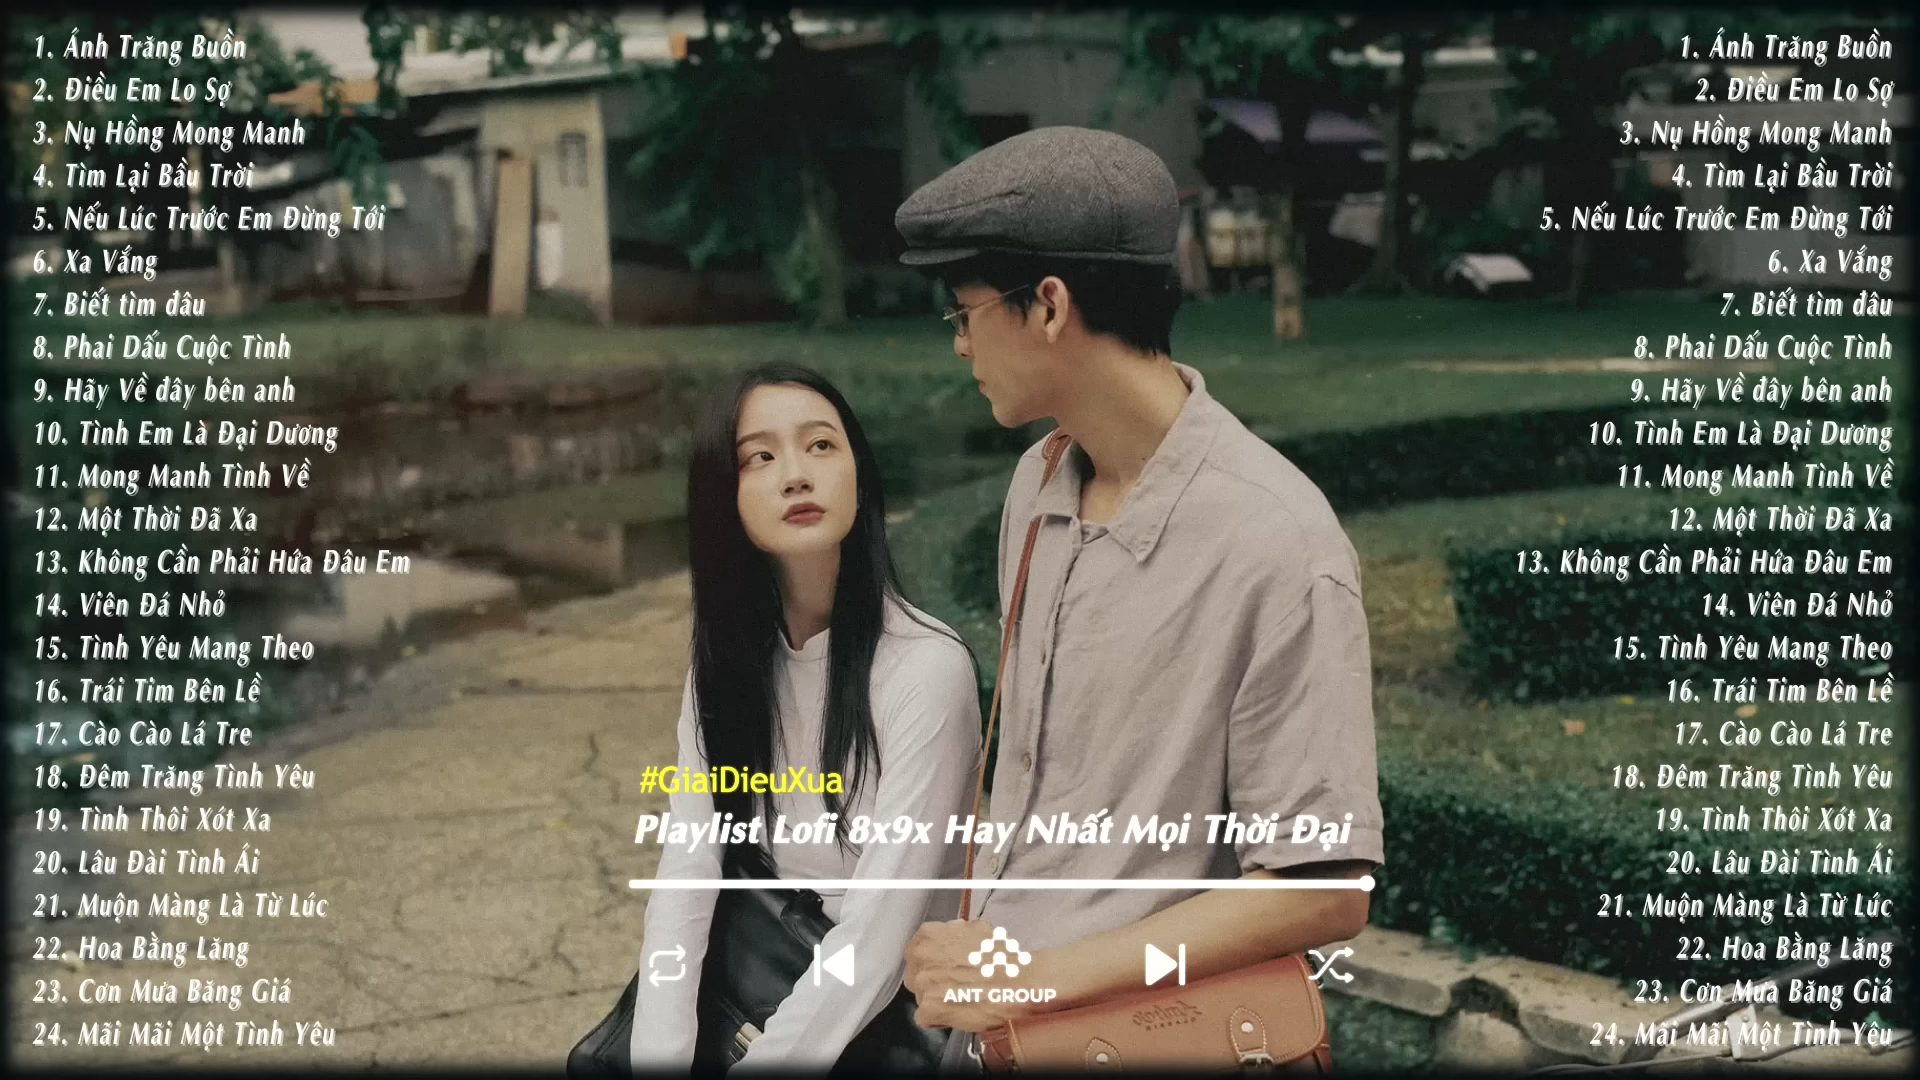 1. Ánh Trăng Buồn
2. Điều Em Lo Sợ
3. Nụ Hồng Mong Manh
4. Tìm Lại Bầu Trời
5. Nếu Lúc Trước Em Đừng Tới
6. Xa Vắng
7. Biết tìm đâu
8. Phai Dấu Cuộc Tình
9. Hãy Về đây bên anh
10. Tình Em Là Đại Dương
11. Mong Manh Tình Về
12. Một Thời Đã Xa
13. Không Cần Phải Hứa Đâu Em
14. Viên Đá Nhỏ
15. Tình Yêu Mang Theo
16. Trái Tim Bên Lề
17. Cào Cào Lá Tre
18. Đêm Trăng Tình Yêu
19. Tình Thôi Xót Xa
20. Lâu Đài Tình Ái
21. Muộn Màng Là Từ Lúc
22. Hoa Bằng Lăng
23. Cơn Mưa Băng Giá
24. Mãi Mãi Một Tình Yêu
#GiaiDieuXua
Playlist Lofi 8x9x Hay Nhất Mọi Thời Đại
ANT GROUP
1. Ánh Trăng Buồn
2. Điều Em Lo Sợ
3. Nụ Hồng Mong Manh
4. Tìm Lại Bầu Trời
5. Nếu Lúc Trước Em Đừng Tới
6. Xa Vắng
7. Biết tìm đâu
8. Phai Dấu Cuộc Tình
9. Hãy Về đây bên anh
10. Tình Em Là Đại Dương
11. Mong Manh Tình Về
12. Một Thời Đã Xa
13. Không Cần Phải Hứa Đâu Em
14. Viên Đá Nhỏ
15. Tình Yêu Mang Theo
16. Trái Tim Bên Lề
17. Cào Cào Lá Tre
18. Đêm Trăng Tình Yêu
19. Tình Thôi Xót Xa
20. Lâu Đài Tình Ái
21. Muộn Màng Là Từ Lúc
22. Hoa Bằng Lăng
23. Cơn Mưa Băng Giá
24. Mãi Mãi Một Tình Yêu